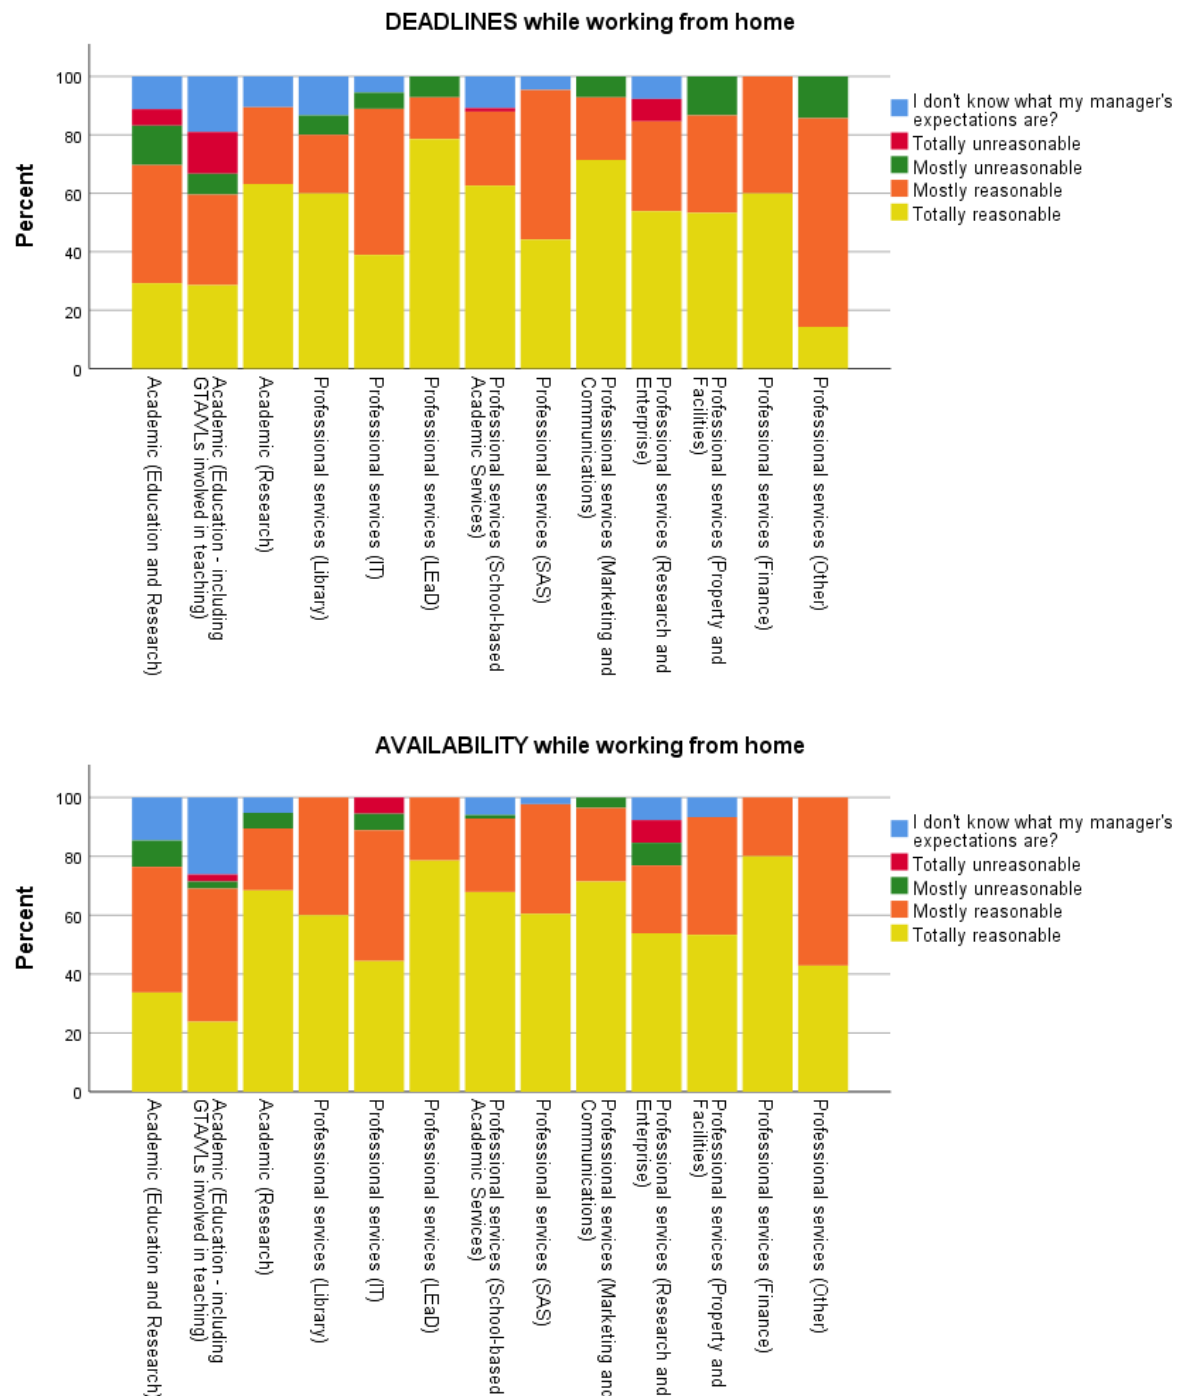 DEADLINES while working from home
Percent
100
80
60
40
20
0
I don't know what my manager's
expectations are?
Totally unreasonable
Mostly unreasonable
Mostly reasonable
Totally reasonable
Academic (Education and Research)
Academic (Education - including
GTA/VLs involved in teaching)
Academic (Research)
Professional services (Library)
Professional services (IT)
Professional services (LEaD)
Professional services (School-based
Academic Services)
Professional services (SAS)
Professional services (Marketing and
Communications)
Professional services (Research and
Enterprise)
Professional services (Property and
Facilities)
Professional services (Finance)
Professional services (Other)
AVAILABILITY while working from home
Percent
100
80
60
40
20
0
I don't know what my manager's
expectations are?
Totally unreasonable
Mostly unreasonable
Mostly reasonable
Totally reasonable
Academic (Education and Research)
Academic (Education - including
GTA/VLs involved in teaching)
Academic (Research)
Professional services (Library)
Professional services (IT)
Professional services (LEaD)
Professional services (School-based
Academic Services)
Professional services (SAS)
Professional services (Marketing and
Communications)
Professional services (Research and
Enterprise)
Professional services (Property and
Facilities)
Professional services (Finance)
Professional services (Other)